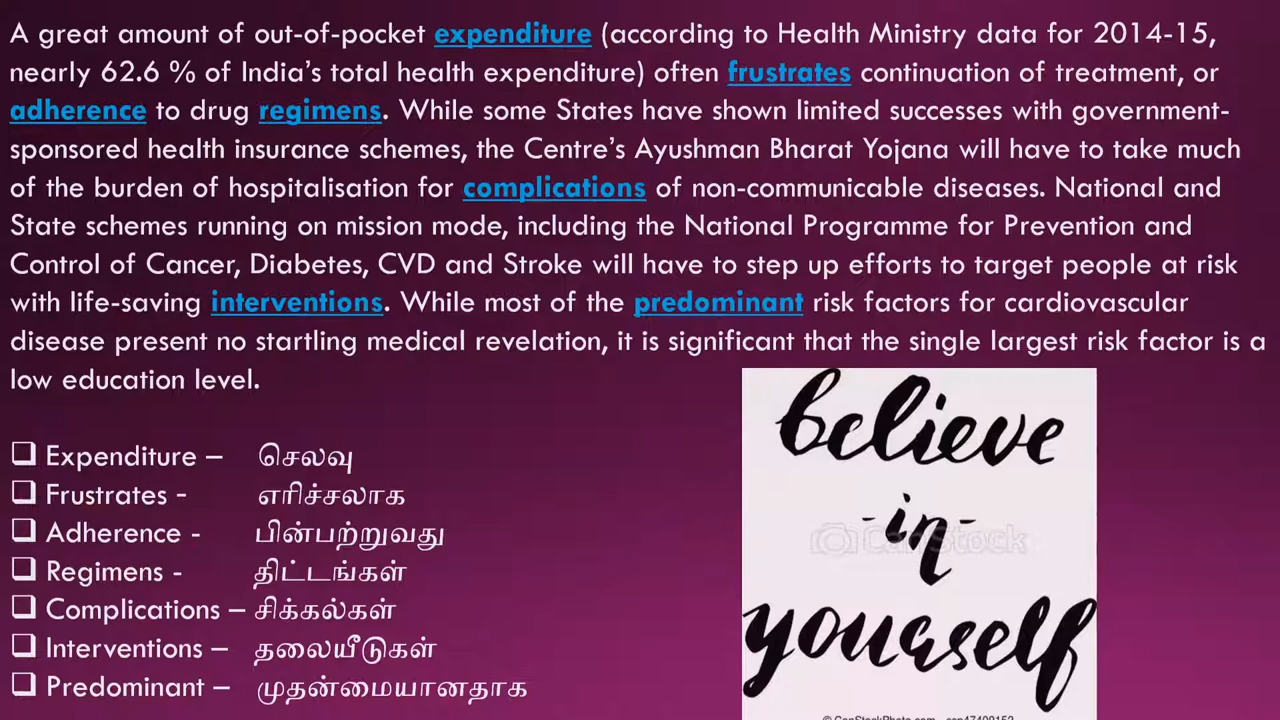 A great amount of out-of-pocket expenditure (according to Health Ministry data for 2014-15,
nearly 62.6 % of India’s total health expenditure) often frustrates continuation of treatment, or
adherence to drug regimens. While some States have shown limited successes with government-
sponsored health insurance schemes, the Centre’s Ayushman Bharat Yojana will have to take much
of the burden of hospitalisation for complications of non-communicable diseases. National and
State schemes running on mission mode, including the National Programme for Prevention and
Control of Cancer, Diabetes, CVD and Stroke will have to step up efforts to target people at risk
with life-saving interventions. While most of the predominant risk factors for cardiovascular
disease present no startling medical revelation, it is significant that the single largest risk factor is a
low education level.
❑ Expenditure – செலவு
❑ Frustrates - எரிச்சலாக
❑ Adherence - பின்பற்றுவது
❑ Regimens - திட்டங்கள்
❑ Complications – சிக்கல்கள்
❑ Interventions – தலையீடுகள்
❑ Predominant – முதன்மையானதாக
believe
-in-
CanStock
yourself